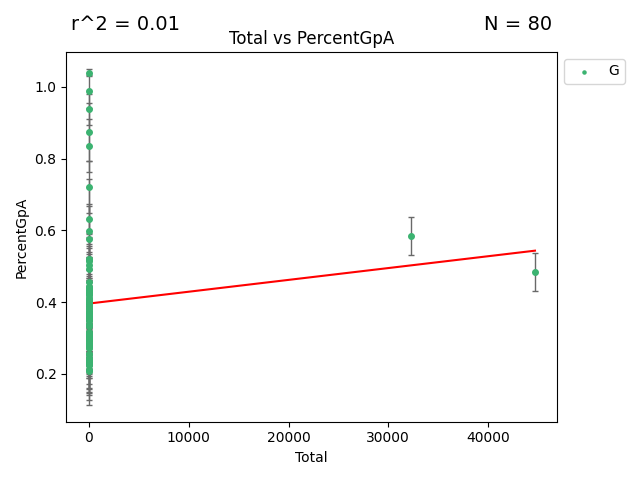 r^2 = 0.01
N = 80
Total vs PercentGpA
G
1.0
0.8
0.6
0.4
0.2
PercentGpA
0
10000
20000
30000
40000
Total